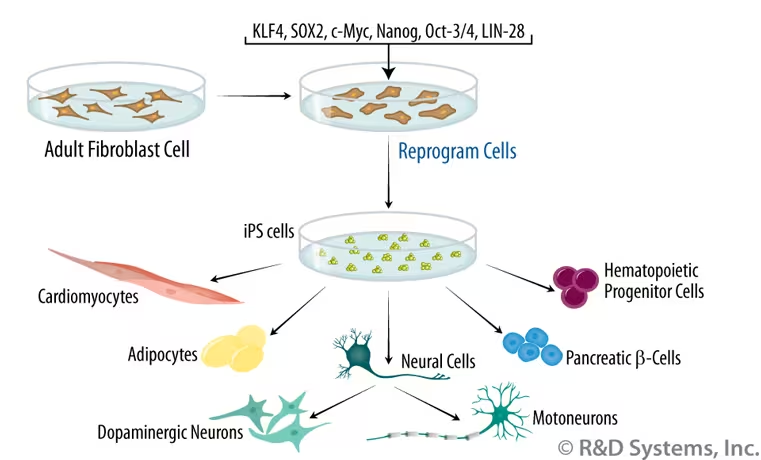 KLF4, SOX2, c-Myc, Nanog, Oct-3/4, LIN-28
Adult Fibroblast Cell
Reprogram Cells
iPS cells
Cardiomyocytes
Hematopoietic
Progenitor Cells
Adipocytes
Neural Cells
Pancreatic β-Cells
Dopaminergic Neurons
Motoneurons
© R&D Systems, Inc.